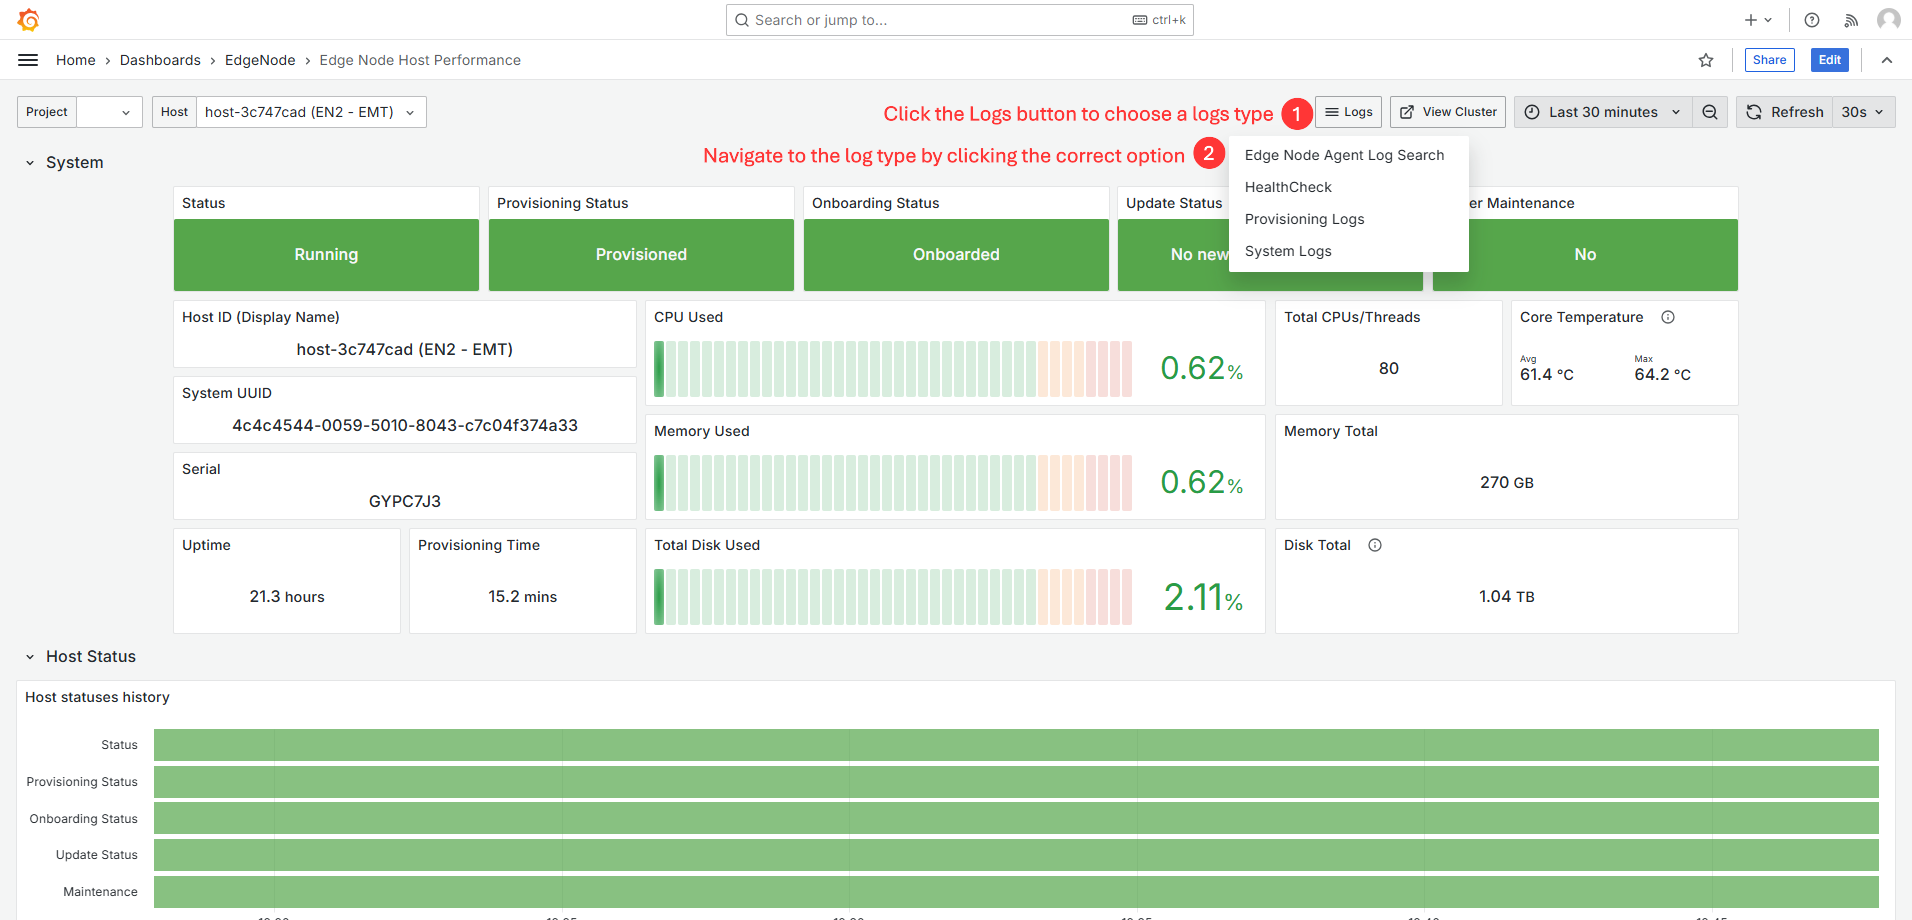 Search or jump to...
ctrl+k
Home › Dashboards › EdgeNode › Edge Node Host Performance
Share
Edit
Project
Host
host-3c747cad (EN2 - EMT)
Click the Logs button to choose a logs type
1
Logs
View Cluster
Last 30 minutes
Refresh
30s
Navigate to the log type by clicking the correct option
2
Edge Node Agent Log Search
HealthCheck
Provisioning Logs
System Logs
System
Status
Running
Provisioning Status
Provisioned
Onboarding Status
Onboarded
Update Status
No new
Maintenance
No
Host ID (Display Name)
host-3c747cad (EN2 - EMT)
System UUID
4c4c4544-0059-5010-8043-c7c04f374a33
Serial
GYPC7J3
Uptime
21.3 hours
Provisioning Time
15.2 mins
CPU Used
0.62%
Memory Used
0.62%
Total Disk Used
2.11%
Total CPUs/Threads
80
Core Temperature
Avg
61.4 °C
Max
64.2 °C
Memory Total
270 GB
Disk Total
1.04 TB
Host Status
Host statuses history
Status
Provisioning Status
Onboarding Status
Update Status
Maintenance